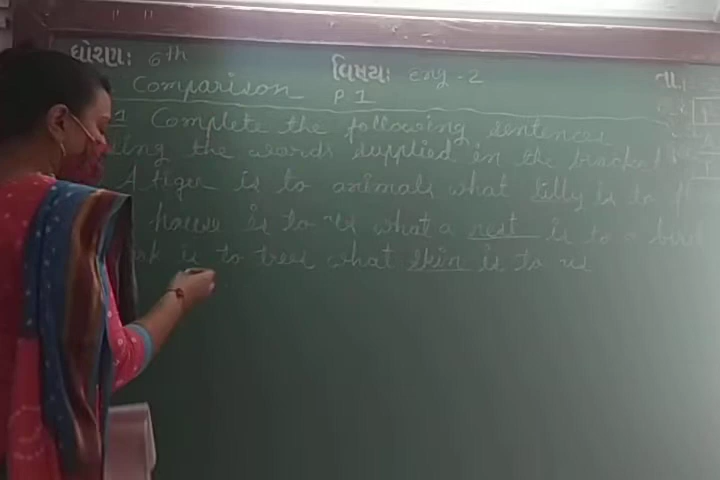 ધોરણ: 6th વિષય: Eng - 2 તા.
Comparison P 1
1 Complete the following sentences
the words supplied in the bracket
A tiger is to animals what lilly is to
house is to us what a nest is to a bird
is to trees what skin is to us